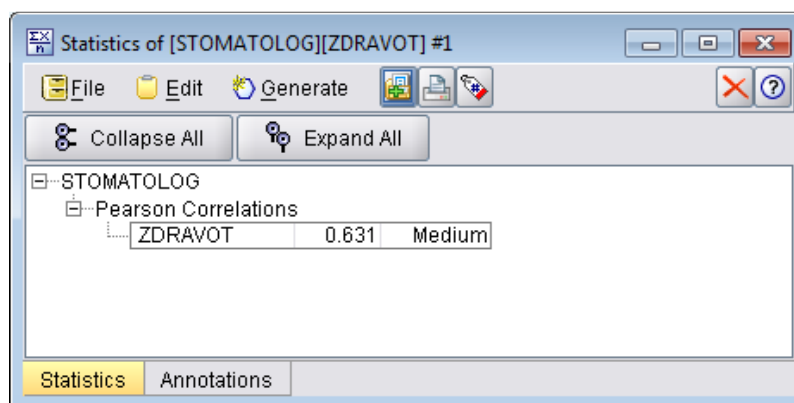 Statistics of [STOMATOLOG][ZDRAVOT] #1
File Edit Generate
Collapse All Expand All
STOMATOLOG
Pearson Correlations
ZDRAVOT 0.631 Medium
Statistics Annotations